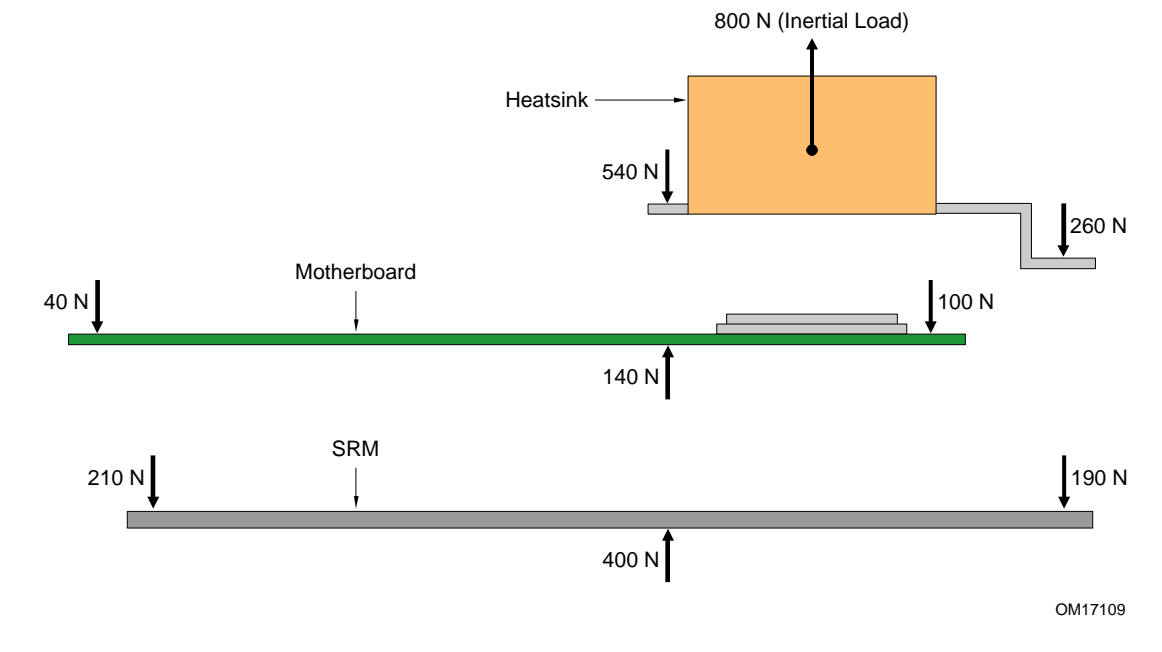 800 N (Inertial Load)
Heatsink
540 N
260 N
Motherboard
40 N
100 N
140 N
SRM
210 N
190 N
400 N
OM17109